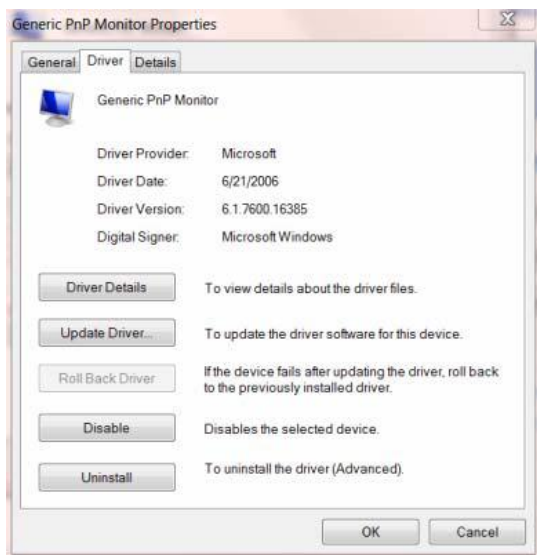 Generic PnP Monitor Properties
General Driver Details
Generic PnP Monitor
Driver Provider: Microsoft
Driver Date: 6/21/2006
Driver Version: 6.1.7600.16385
Digital Signer: Microsoft Windows
Driver Details To view details about the driver files.
Update Driver... To update the driver software for this device.
Roll Back Driver If the device fails after updating the driver, roll back
to the previously installed driver.
Disable Disables the selected device.
Uninstall To uninstall the driver (Advanced).
OK Cancel